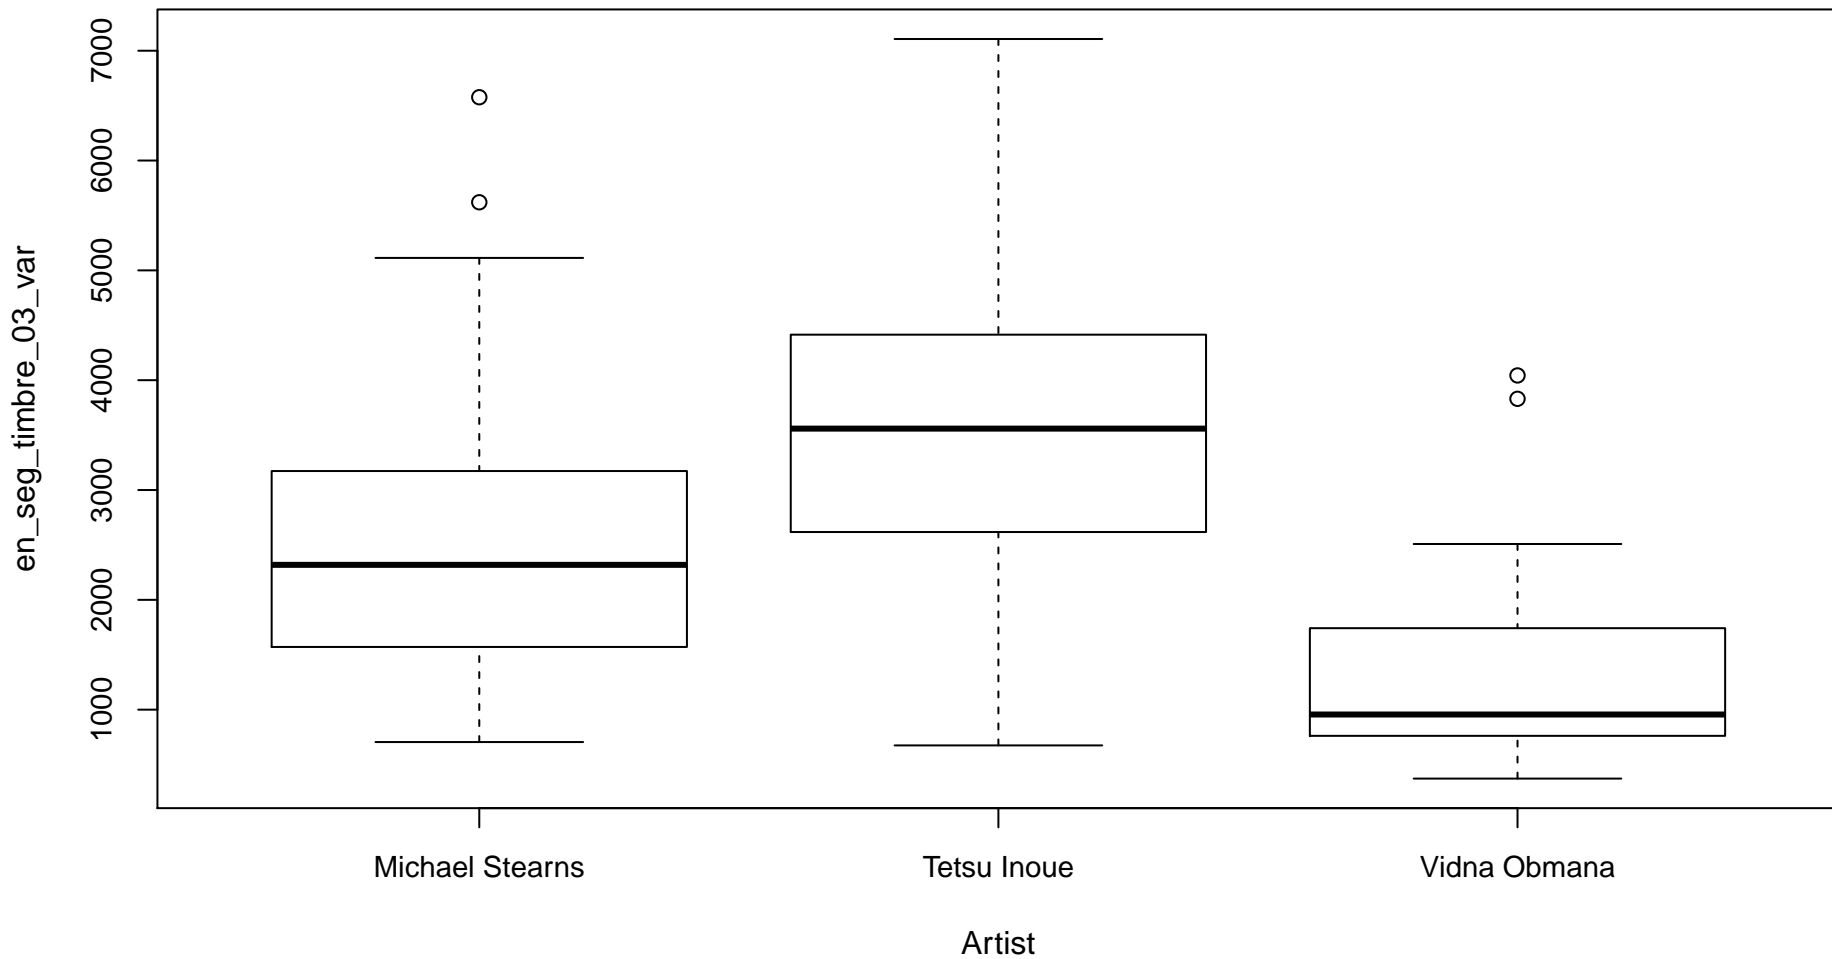 en_seg_timbre_03_var
7000
6000
5000
4000
3000
2000
1000
Michael Stearns
Tetsu Inoue
Vidna Obmana
Artist